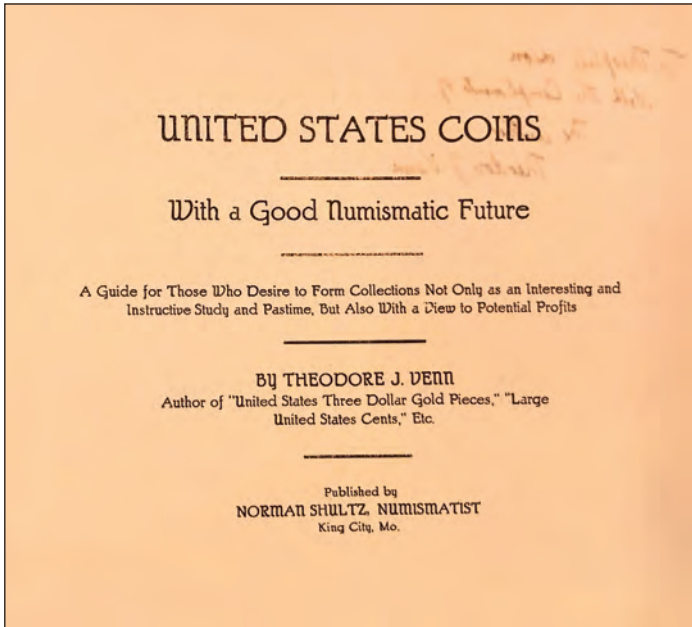 UNITED STATES COINS
With a Good Numismatic Future
A Guide for Those Who Desire to Form Collections Not Only as an Interesting and
Instructive Study and Pastime, But Also With a View to Potential Profits
By THEODORE J. VENN
Author of "United States Three Dollar Gold Pieces," "Large
United States Cents," Etc.
Published by
NORMAN SHULTZ, NUMISMATIST
King City, Mo.